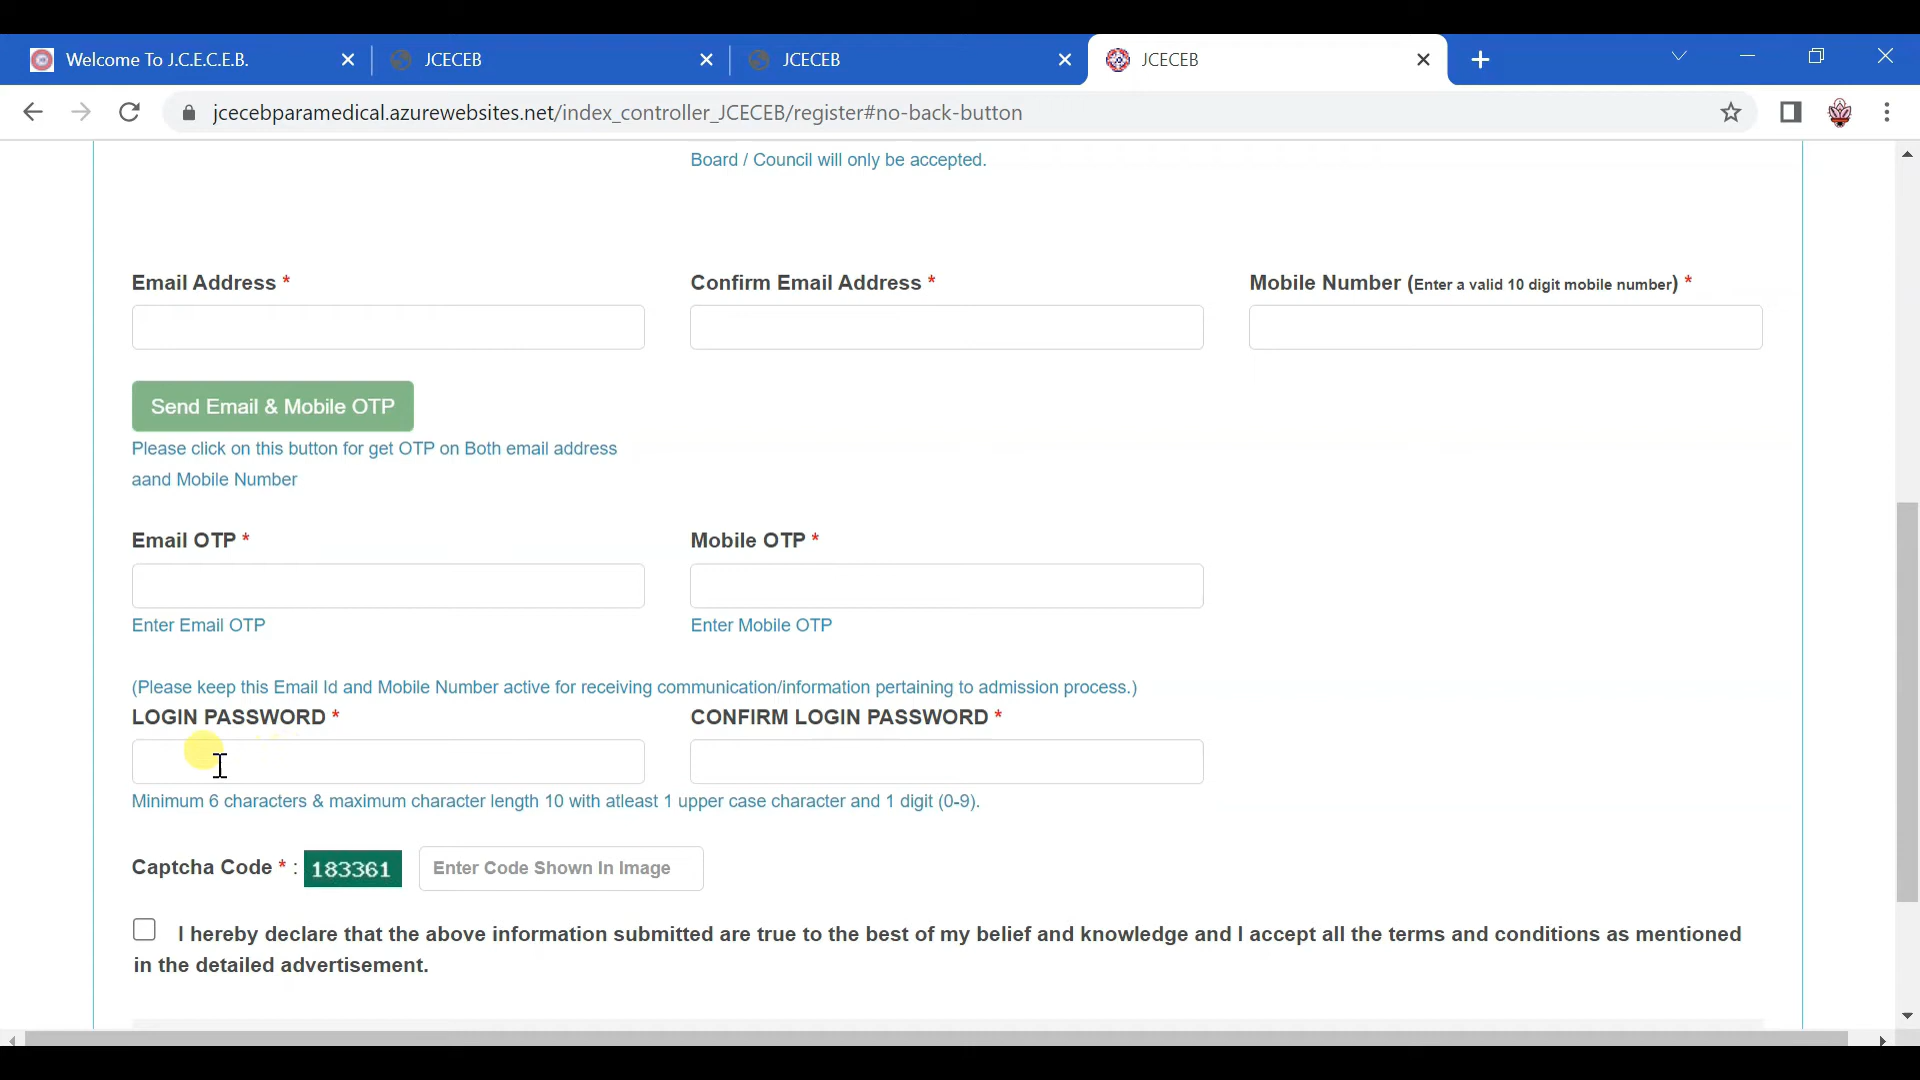 Welcome To J.C.E.C.E.B.
JCECEB
JCECEB
JCECEB
jcecebparamedical.azurewebsites.net/index_controller_JCECEB/register#no-back-button
Board / Council will only be accepted.
Email Address * Confirm Email Address * Mobile Number (Enter a valid 10 digit mobile number) *
Send Email & Mobile OTP
Please click on this button for get OTP on Both email address
aand Mobile Number
Email OTP * Mobile OTP *
Enter Email OTP Enter Mobile OTP
(Please keep this Email Id and Mobile Number active for receiving communication/information pertaining to admission process.)
LOGIN PASSWORD * CONFIRM LOGIN PASSWORD *
Minimum 6 characters & maximum character length 10 with atleast 1 upper case character and 1 digit (0-9).
Captcha Code * : 183361 Enter Code Shown In Image
I hereby declare that the above information submitted are true to the best of my belief and knowledge and I accept all the terms and conditions as mentioned
in the detailed advertisement.